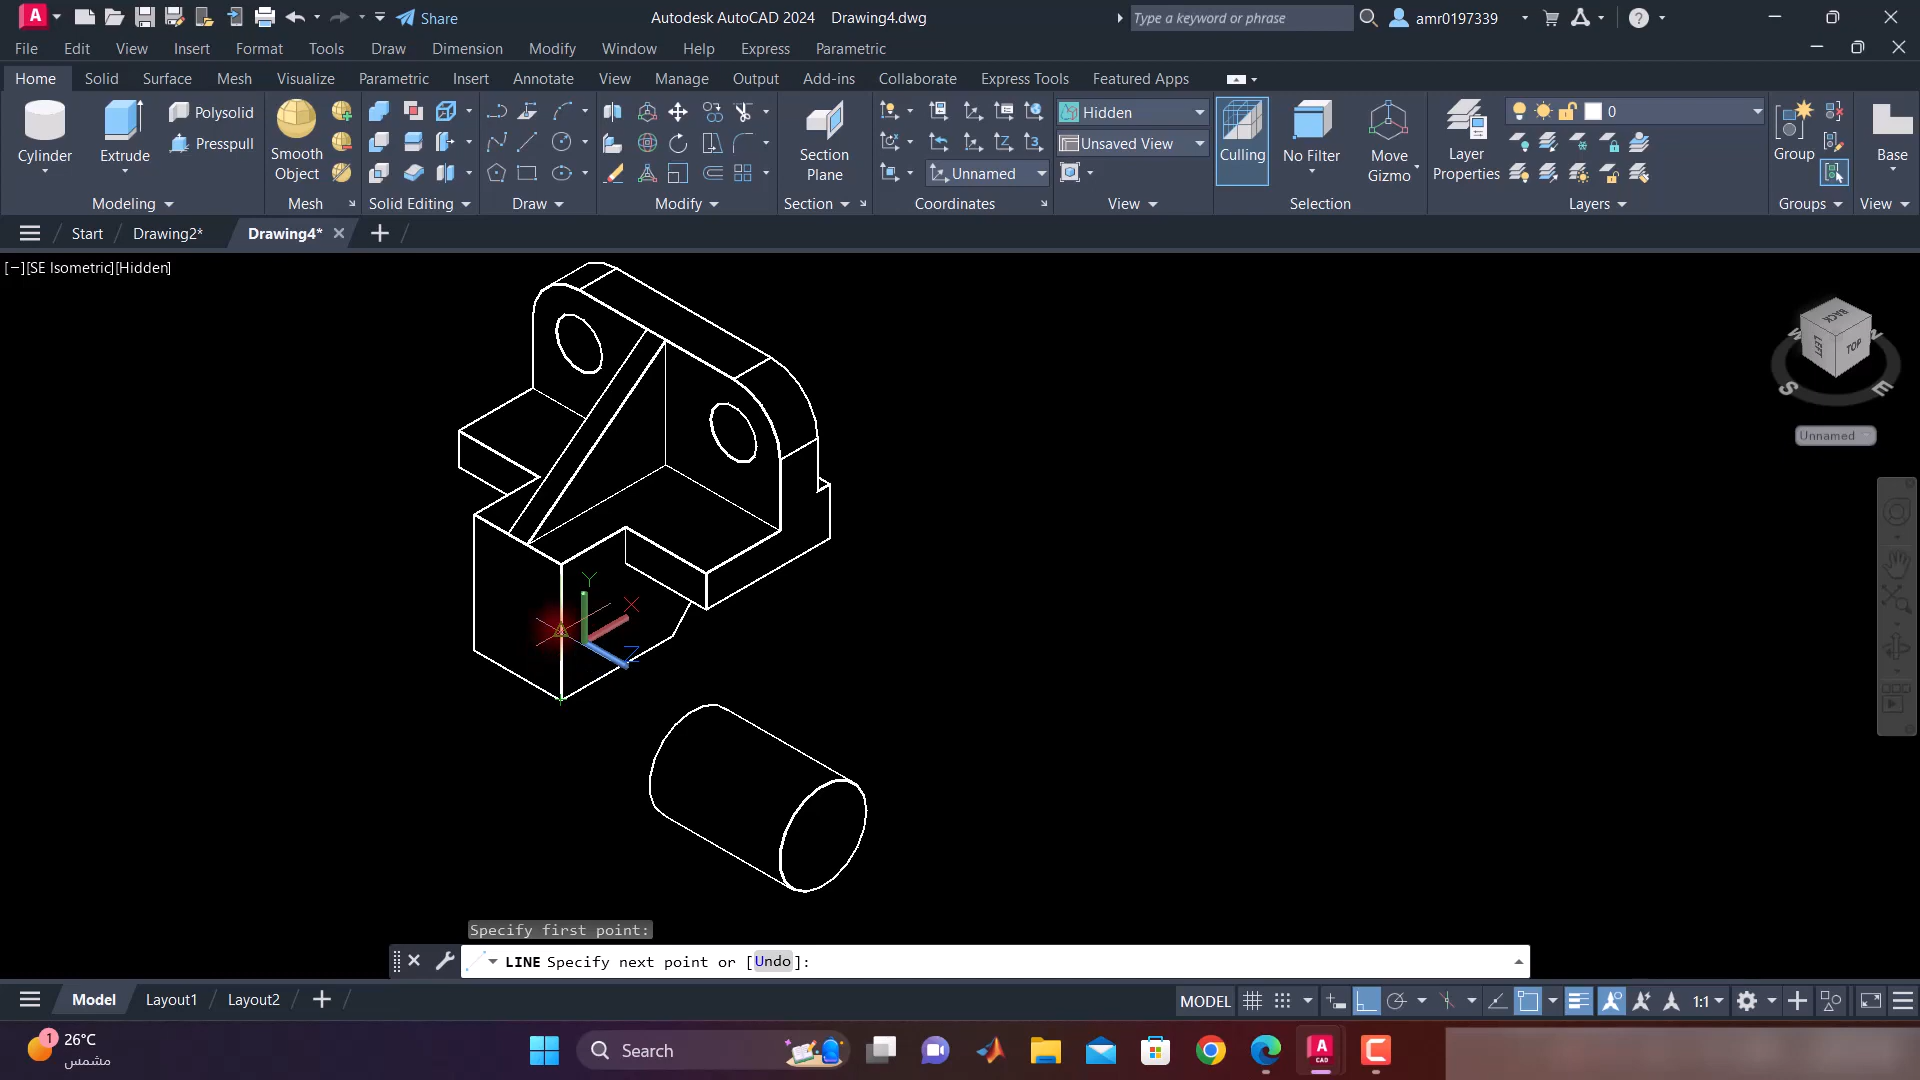 A
Share
Autodesk AutoCAD 2024 Drawing4.dwg
Type a keyword or phrase
amr0197339
File Edit View Insert Format Tools Draw Dimension Modify Window Help Express Parametric
Home Solid Surface Mesh Visualize Parametric Insert Annotate View Manage Output Add-ins Collaborate Express Tools Featured Apps
Cylinder
Extrude
Polysolid
Presspull
Smooth Object
Section Plane
Unnamed
Hidden
Unsaved View
Culling
No Filter
Move Gizmo
Layer Properties
0
Group
Base
Modeling Mesh Solid Editing Draw Modify Section Coordinates View Selection Layers Groups View
Start Drawing2* Drawing4*
[−][SE Isometric][Hidden]
BACK
LEFT
TOP
W
N
S
E
Unnamed
Y
X
Z
Specify first point:
LINE Specify next point or [Undo]:
Model Layout1 Layout2
MODEL
1:1
1
26°C
مشمس
Search
A
CAD
C